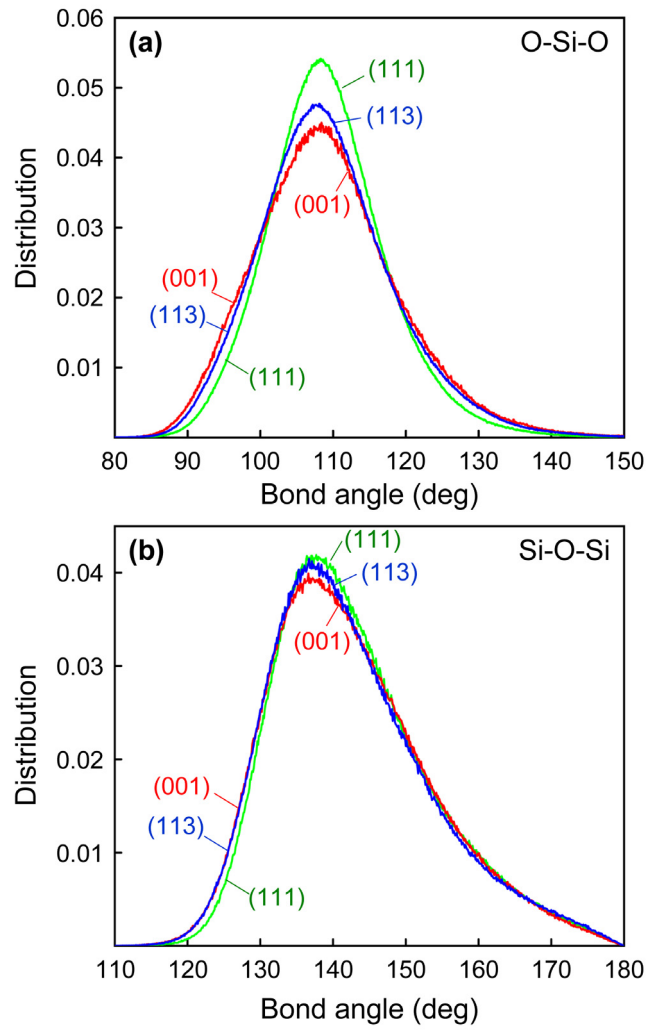 (a)
O-Si-O
0.06
0.05
0.04
0.03
0.02
0.01
Distribution
(111)
(113)
(001)
(001)
(113)
(111)
80 90 100 110 120 130 140 150
Bond angle (deg)
(b)
Si-O-Si
0.04
0.03
0.02
0.01
Distribution
(111)
(113)
(001)
(001)
(113)
(111)
110 120 130 140 150 160 170 180
Bond angle (deg)